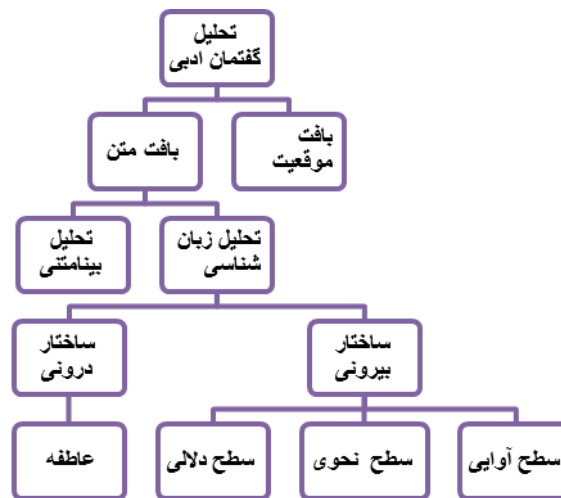 تحلیل
گفتمان ادبی
بافت
موقعیت
بافت متن
تحلیل زبان
شناسی
تحلیل
بینامتنی
ساختار
بیرونی
ساختار
درونی
سطح آوایی
سطح نحوی
سطح دلالی
عاطفه